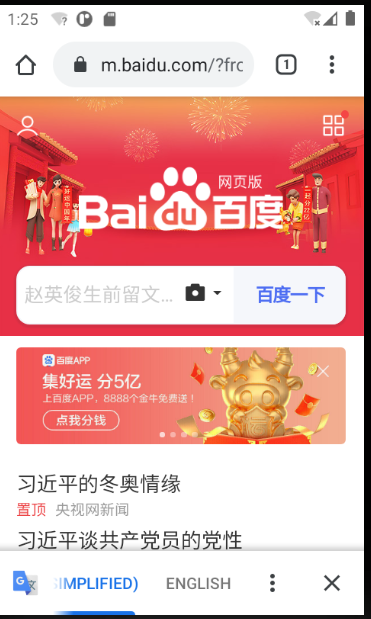 1:25
m.baidu.com/?frc
1
网页版
Bai du 百度
赵英俊生前留文...
百度一下
百度APP
集好运 分5亿
上百度APP，8888个金牛免费送！
点我分钱
习近平的冬奥情缘
置顶 央视网新闻
习近平谈共产党员的党性
SIMPLIFIED) ENGLISH